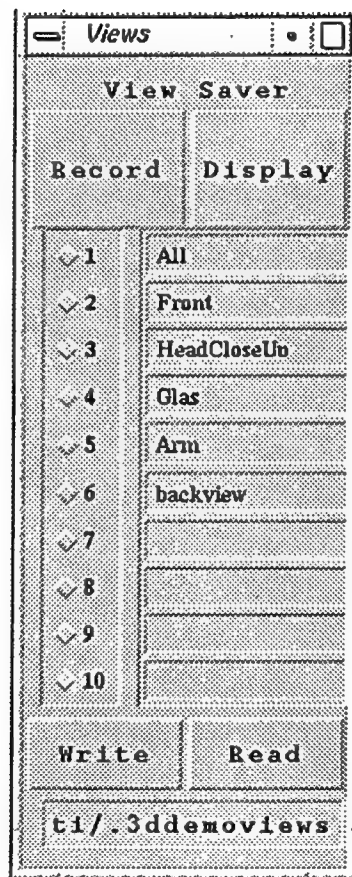 Views
View Saver
Record Display
1 All
2 Front
3 HeadCloseUp
4 Glas
5 Arm
6 backview
7
8
9
10
Write Read
ti/.3ddemoviews